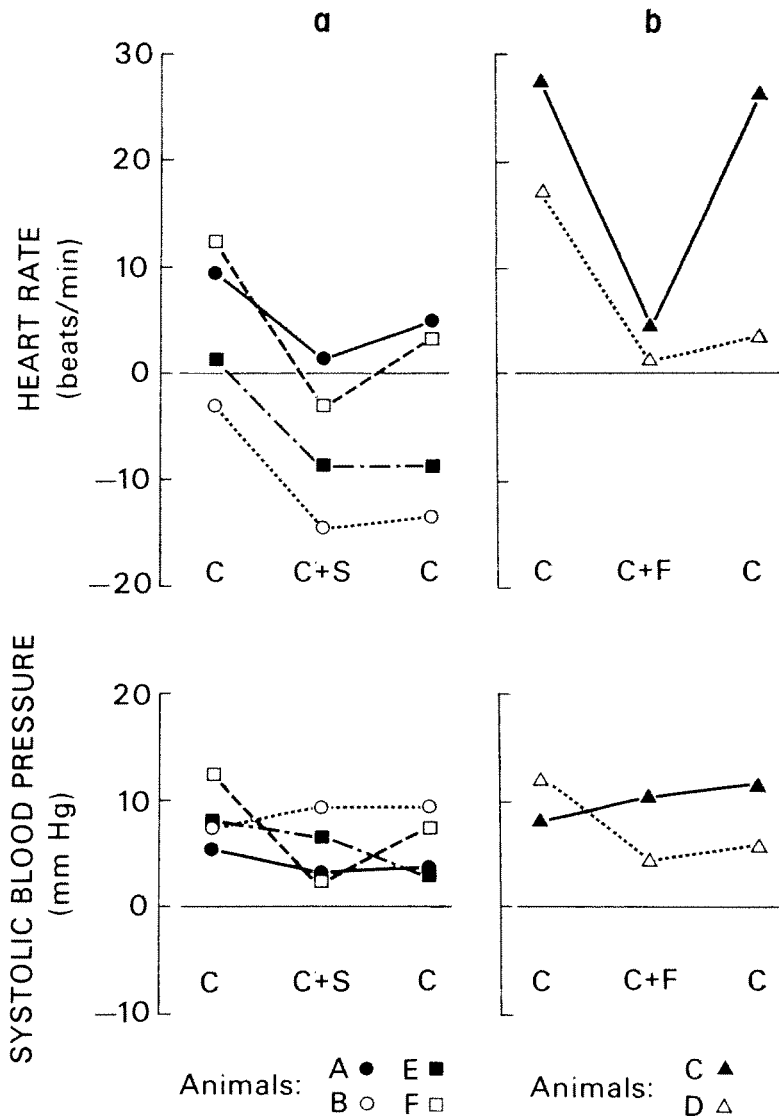 a b
30
20
10
0
−10
−20
HEART RATE
(beats/min)
C C+S C C C+F C
20
10
0
−10
SYSTOLIC BLOOD PRESSURE
(mm Hg)
C C+S C C C+F C
Animals: A ● E ■ Animals: C ▲
B ○ F □ D △